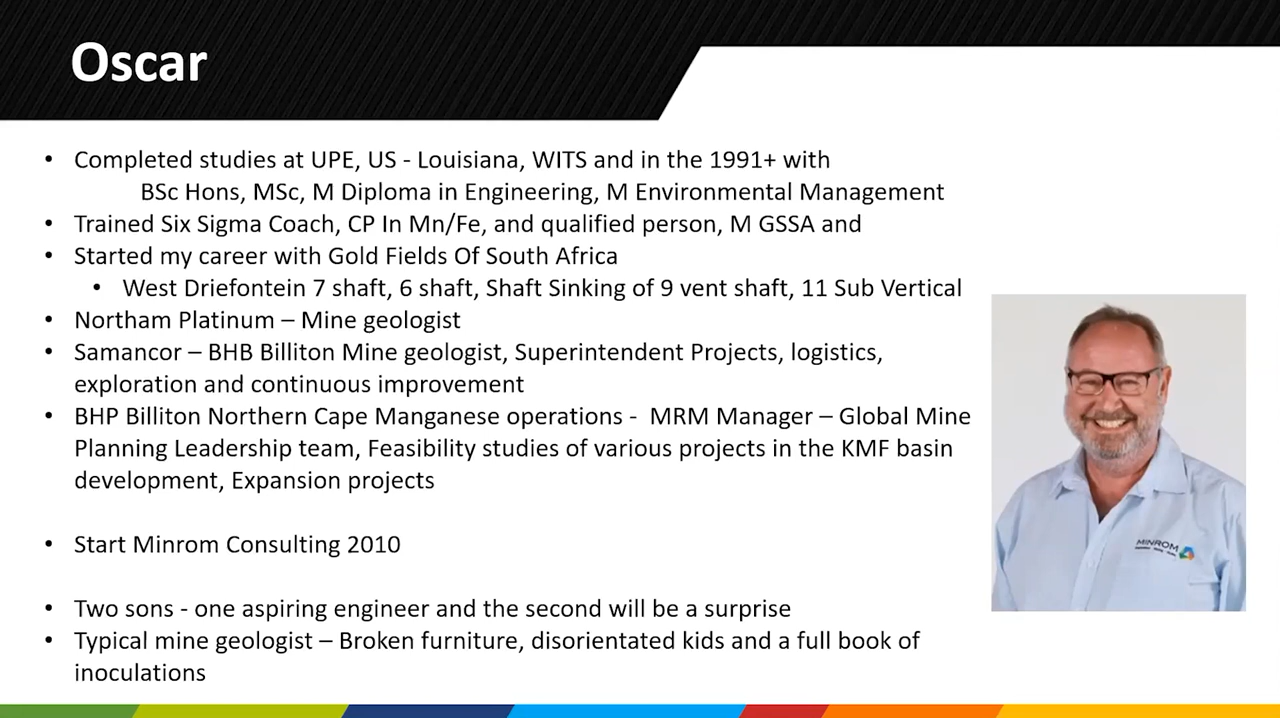 Oscar
• Completed studies at UPE, US - Louisiana, WITS and in the 1991+ with
BSc Hons, MSc, M Diploma in Engineering, M Environmental Management
• Trained Six Sigma Coach, CP In Mn/Fe, and qualified person, M GSSA and
• Started my career with Gold Fields Of South Africa
• West Driefontein 7 shaft, 6 shaft, Shaft Sinking of 9 vent shaft, 11 Sub Vertical
• Northam Platinum – Mine geologist
• Samancor – BHB Billiton Mine geologist, Superintendent Projects, logistics,
exploration and continuous improvement
• BHP Billiton Northern Cape Manganese operations - MRM Manager – Global Mine
Planning Leadership team, Feasibility studies of various projects in the KMF basin
development, Expansion projects
• Start Minrom Consulting 2010
• Two sons - one aspiring engineer and the second will be a surprise
• Typical mine geologist – Broken furniture, disorientated kids and a full book of
inoculations
MINROM